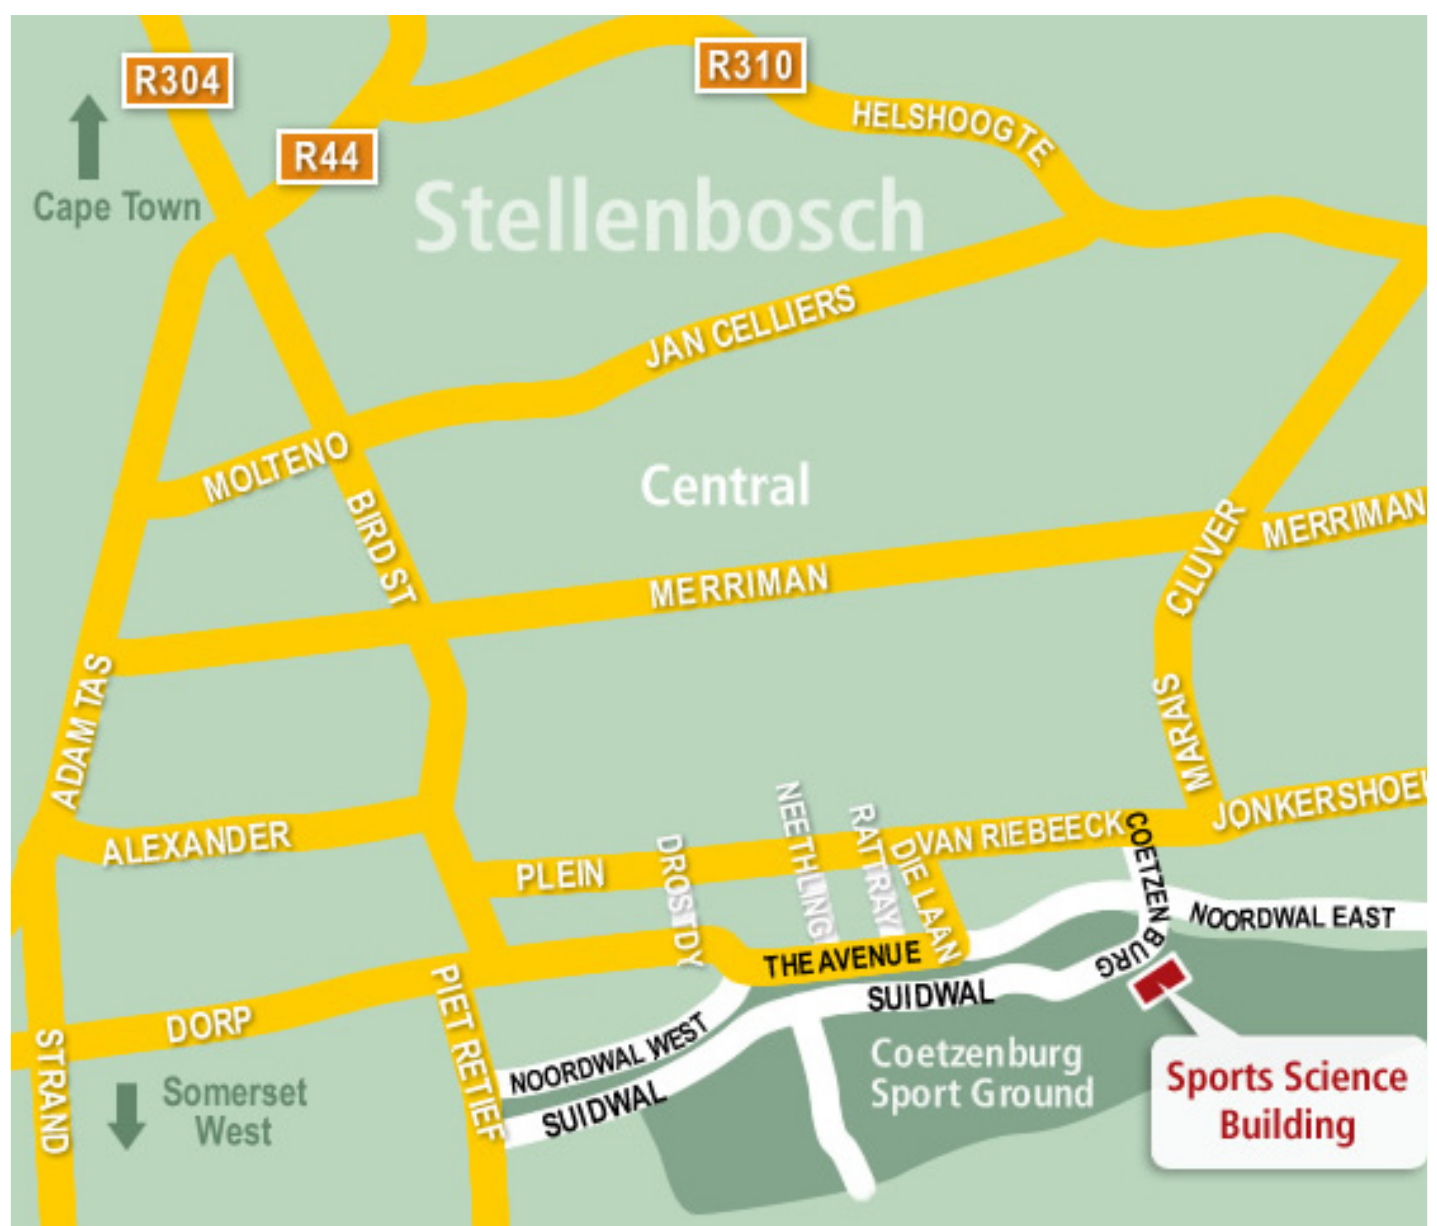 R304
R310
R44
HELSHOOGTE
Cape Town
Stellenbosch
JAN CELLIERS
MOLTENO
Central
BIRD ST
MERRIMAN
MERRIMAN
CLUVER
ADAM TAS
MARAIS
ALEXANDER
PLEIN
DROSTDY
NEETHLING
RATTRAY
DIE LAAN
VAN RIEBEECK
COETZENBURG
JONKERSHOE
NOORDWAL EAST
THE AVENUE
SUIDWAL
DORP
PIET RETIEF
STRAND
NOORDWAL WEST
SUIDWAL
Coetzenburg
Sport Ground
Somerset
West
Sports Science
Building